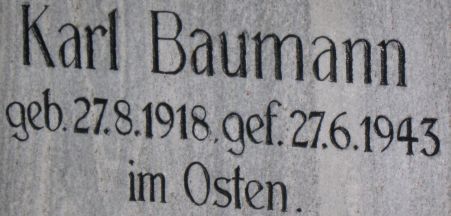 Karl Baumann
geb. 27.8.1918, gef. 27.6.1943
im Osten.